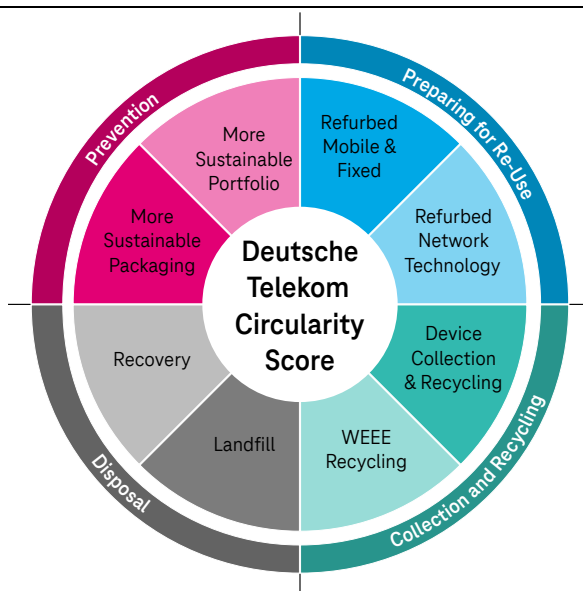 Prevention
Preparing for Re-Use
More
Sustainable
Portfolio
Refurbed
Mobile &
Fixed
More
Sustainable
Packaging
Refurbed
Network
Technology
Deutsche
Telekom
Circularity
Score
Recovery
Device
Collection
& Recycling
Landfill
WEEE
Recycling
Disposal
Collection and Recycling